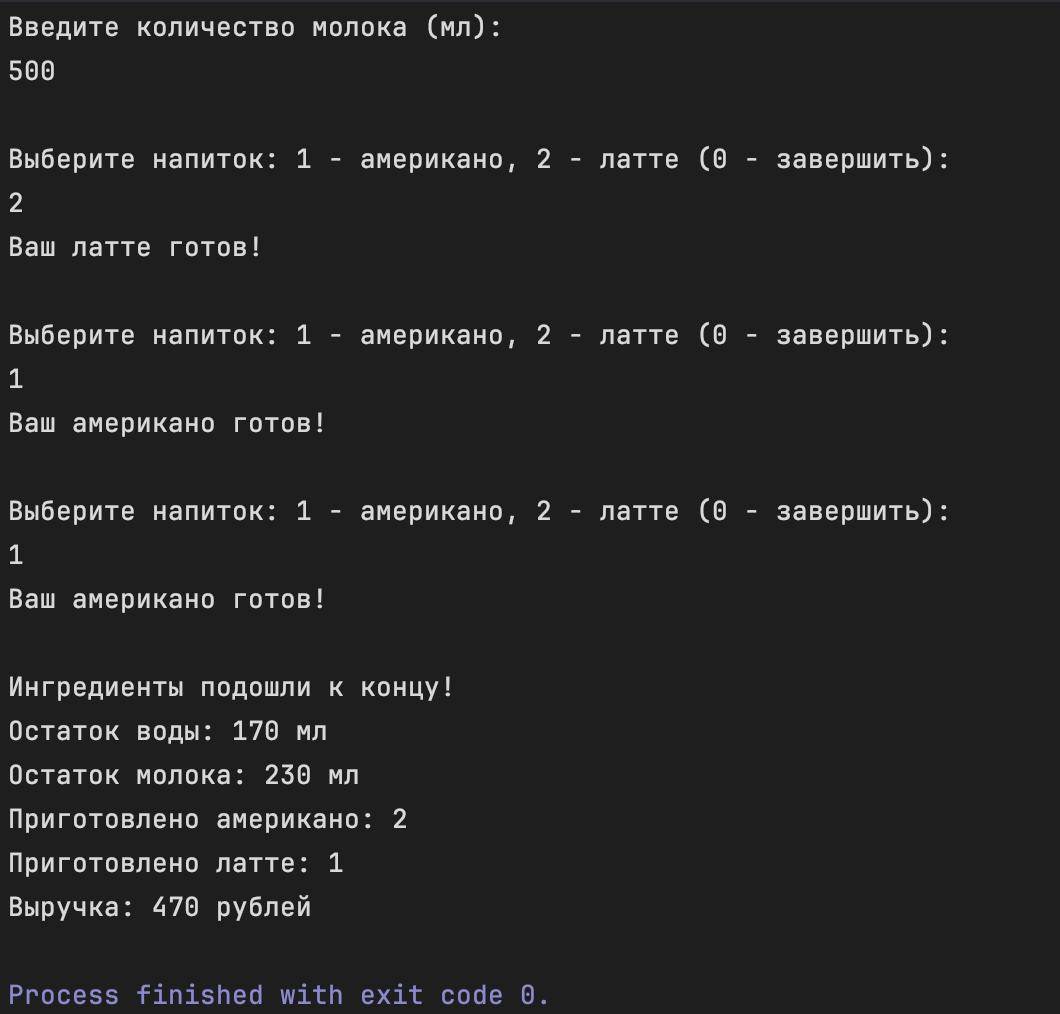 Введите количество молока (мл):
500
Выберите напиток: 1 - американо, 2 - латте (0 - завершить):
2
Ваш латте готов!
Выберите напиток: 1 - американо, 2 - латте (0 - завершить):
1
Ваш американо готов!
Выберите напиток: 1 - американо, 2 - латте (0 - завершить):
1
Ваш американо готов!
Ингредиенты подошли к концу!
Остаток воды: 170 мл
Остаток молока: 230 мл
Приготовлено американо: 2
Приготовлено латте: 1
Выручка: 470 рублей
Process finished with exit code 0.